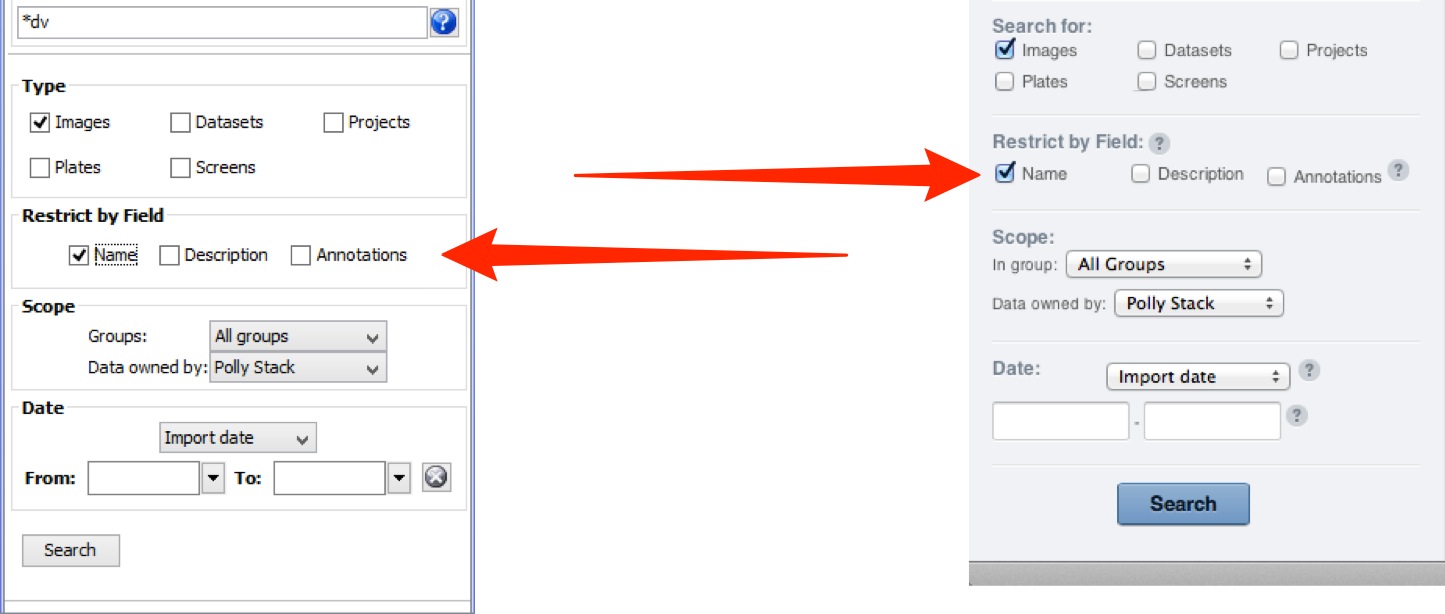 *dv
?
Type
Images Datasets Projects
Plates Screens
Restrict by Field
Name Description Annotations
Scope
Groups: All groups
Data owned by: Polly Stack
Date
Import date
From: To:
Search
Search for:
Images Datasets Projects
Plates Screens
Restrict by Field: ?
Name Description Annotations ?
Scope:
In group: All Groups
Data owned by: Polly Stack
Date: Import date ?
- ?
Search